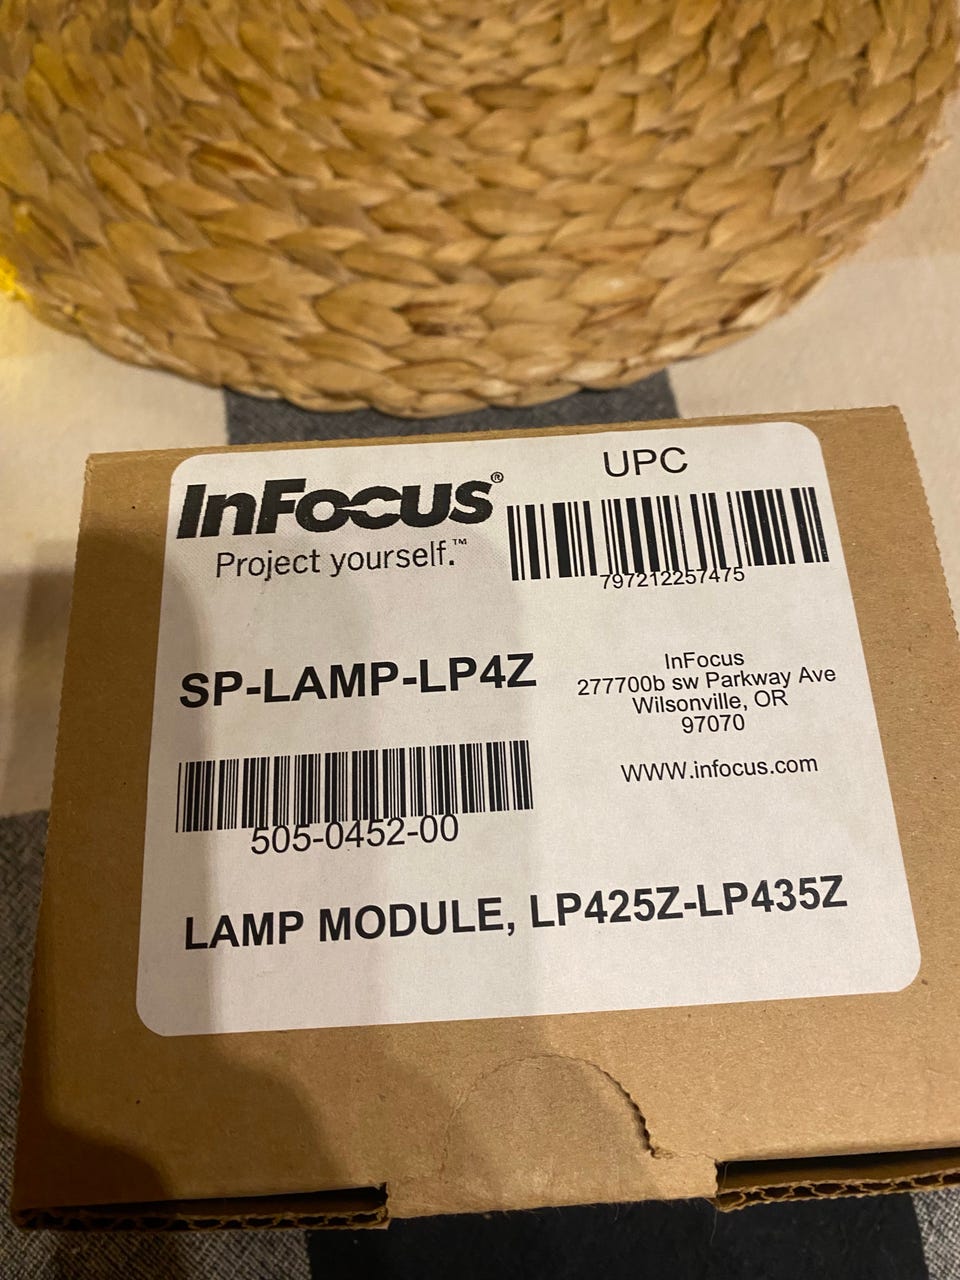 InFocus®
Project yourself.™
UPC
797212257475
SP-LAMP-LP4Z
InFocus
277700b sw Parkway Ave
Wilsonville, OR
97070
WWW.infocus.com
505-0452-00
LAMP MODULE, LP425Z-LP435Z